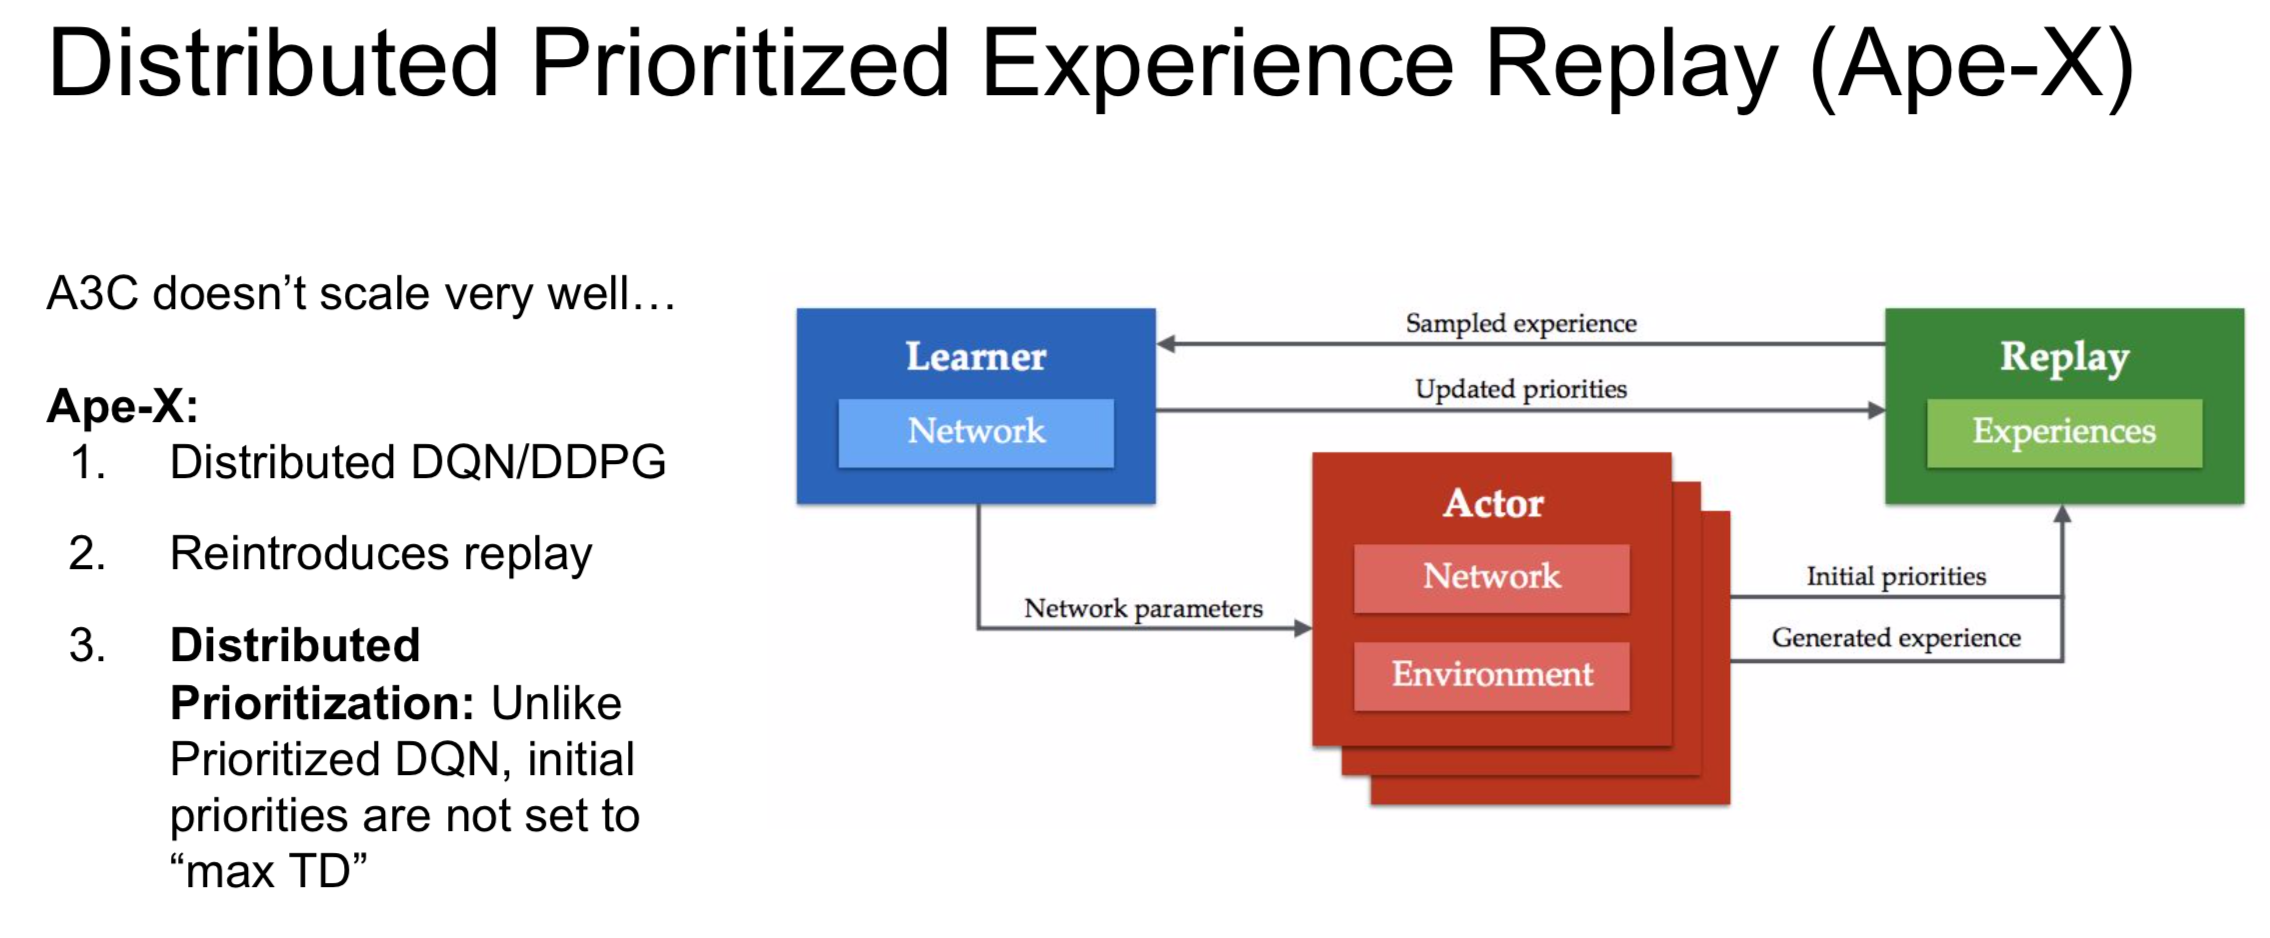 Distributed Prioritized Experience Replay (Ape-X)
A3C doesn’t scale very well…
Ape-X:
1. Distributed DQN/DDPG
2. Reintroduces replay
3. Distributed
Prioritization: Unlike
Prioritized DQN, initial
priorities are not set to
“max TD”
Learner
Network
Sampled experience
Updated priorities
Replay
Experiences
Actor
Network
Environment
Network parameters
Initial priorities
Generated experience